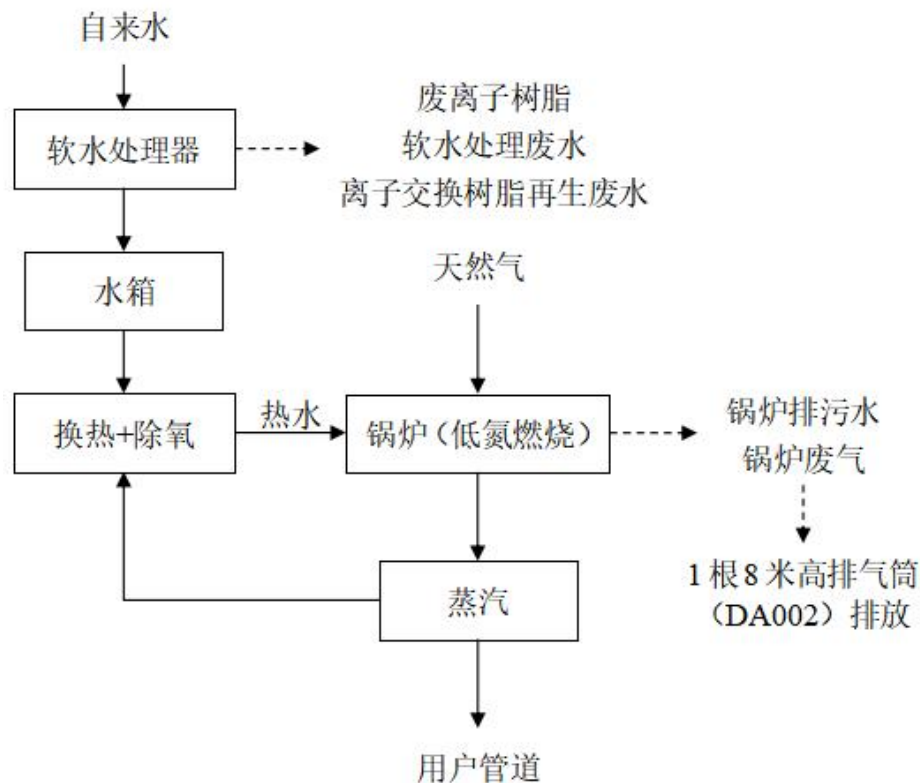 自来水
软水处理器
废离子树脂
软水处理废水
离子交换树脂再生废水
水箱
天然气
换热+除氧
热水
锅炉（低氮燃烧）
锅炉排污水
锅炉废气
蒸汽
1根8米高排气筒
（DA002）排放
用户管道